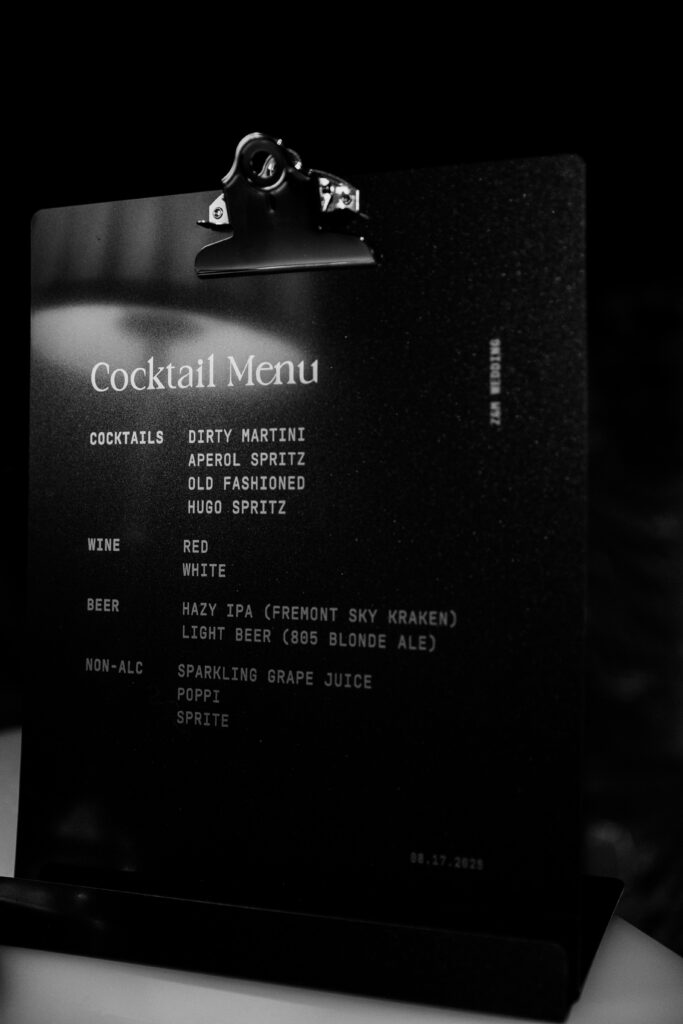 Cocktail Menu
Z&M WEDDING
COCKTAILS DIRTY MARTINI
APEROL SPRITZ
OLD FASHIONED
HUGO SPRITZ
WINE RED
WHITE
BEER HAZY IPA (FREMONT SKY KRAKEN)
LIGHT BEER (805 BLONDE ALE)
NON-ALC SPARKLING GRAPE JUICE
POPPI
SPRITE